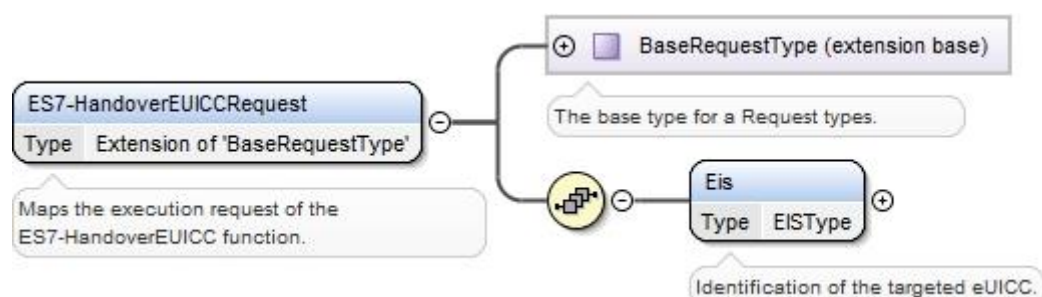 BaseRequestType (extension base)
The base type for a Request types.
ES7-HandoverEUICCRequest
Type Extension of 'BaseRequestType'
Maps the execution request of the
ES7-HandoverEUICC function.
Eis
Type EISType
Identification of the targeted eUICC.